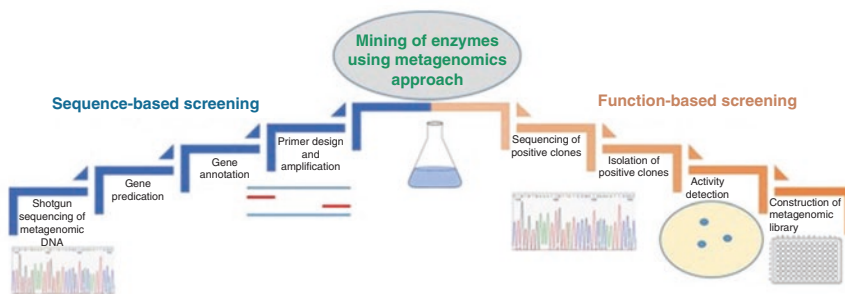 Mining of enzymes
using metagenomics
approach
Sequence-based screening
Function-based screening
Shotgun
sequencing of
metagenomic
DNA
Gene
predication
Gene
annotation
Primer design
and
amplification
Sequencing of
positive clones
Isolation of
positive clones
Activity
detection
Construction of
metagenomic
library